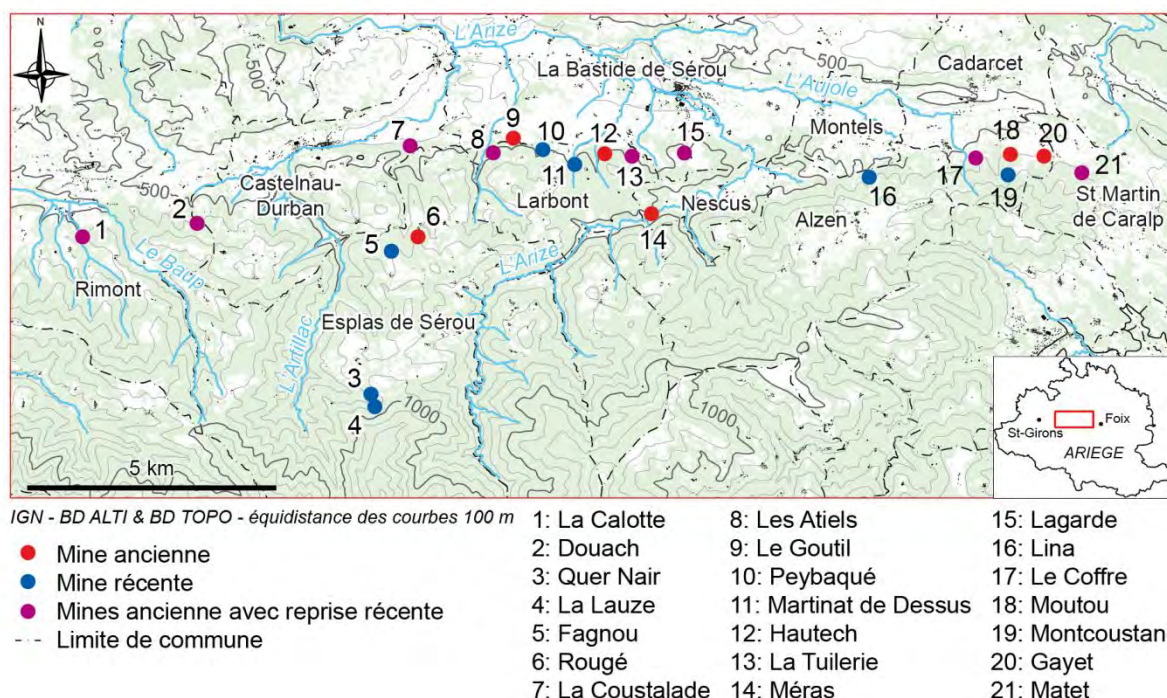 N
L'Arize
500
La Bastide de Sérou
500
Cadarcet
L'Aujole
7
8
9
10
11
12
13
15
Montels
18
20
17
19
21
16
500
Castelnau-
Durban
Larbont
Nescus
Alzen
St Martin
de Caralp
1
2
5
6
14
Rimont
Le Baup
L'Arize
Esplas de Sérou
L'Artillac
3
4
1000
1000
5 km
St-Girons
Foix
ARIEGE
IGN - BD ALTI & BD TOPO - équidistance des courbes 100 m
Mine ancienne
Mine récente
Mines ancienne avec reprise récente
Limite de commune
1: La Calotte
2: Douach
3: Quer Nair
4: La Lauze
5: Fagnou
6: Rougé
7: La Coustalade
8: Les Atiels
9: Le Goutil
10: Peybaqué
11: Martinat de Dessus
12: Hautech
13: La Tuilerie
14: Méras
15: Lagarde
16: Lina
17: Le Coffre
18: Moutou
19: Montcoustan
20: Gayet
21: Matet